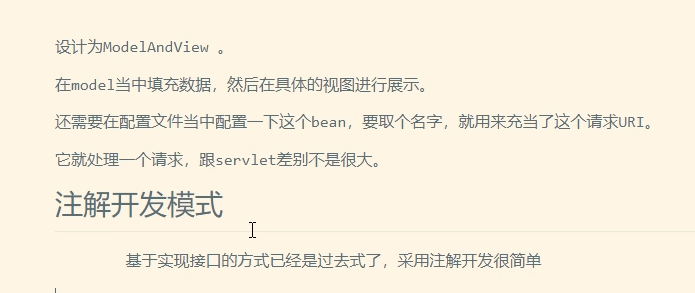 设计为ModelAndView 。
在model当中填充数据，然后在具体的视图进行展示。
还需要在配置文件当中配置一下这个bean，要取个名字，就用来充当了这个请求URI。
它就处理一个请求，跟servlet差别不是很大。
注解开发模式
基于实现接口的方式已经是过去式了，采用注解开发很简单